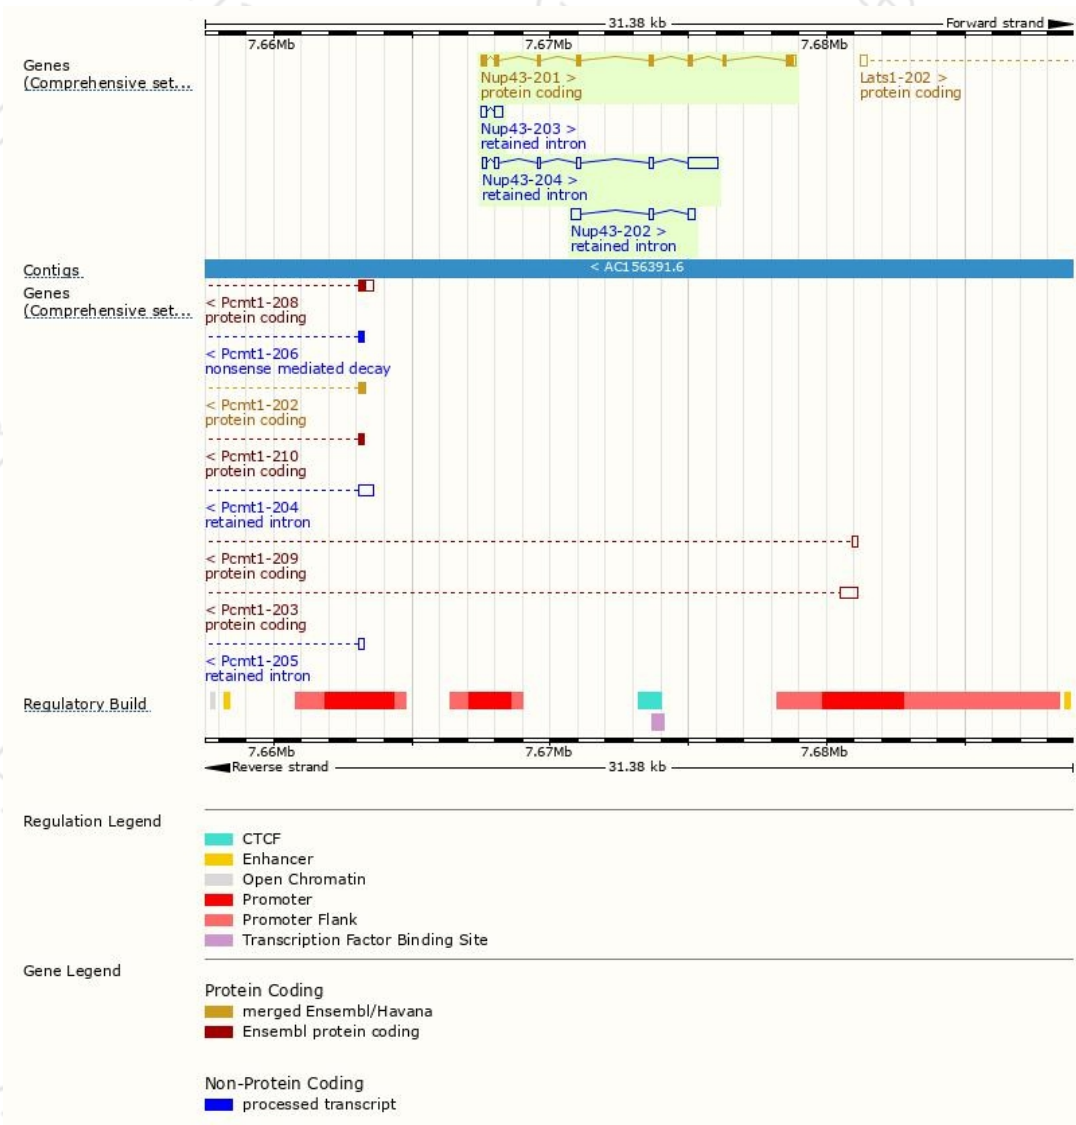 31.38 kb
Forward strand
7.66Mb 7.67Mb 7.68Mb
Genes
(Comprehensive set...
Nup43-201 >
protein coding
Lats1-202 >
protein coding
Nup43-203 >
retained intron
Nup43-204 >
retained intron
Nup43-202 >
retained intron
Contigs
< AC156391.6
Genes
(Comprehensive set...
< Pcmt1-208
protein coding
< Pcmt1-206
nonsense mediated decay
< Pcmt1-202
protein coding
< Pcmt1-210
protein coding
< Pcmt1-204
retained intron
< Pcmt1-209
protein coding
< Pcmt1-203
protein coding
< Pcmt1-205
retained intron
Regulatory Build
7.66Mb 7.67Mb 7.68Mb
Reverse strand
31.38 kb
Regulation Legend
CTCF
Enhancer
Open Chromatin
Promoter
Promoter Flank
Transcription Factor Binding Site
Gene Legend
Protein Coding
merged Ensembl/Havana
Ensembl protein coding
Non-Protein Coding
processed transcript